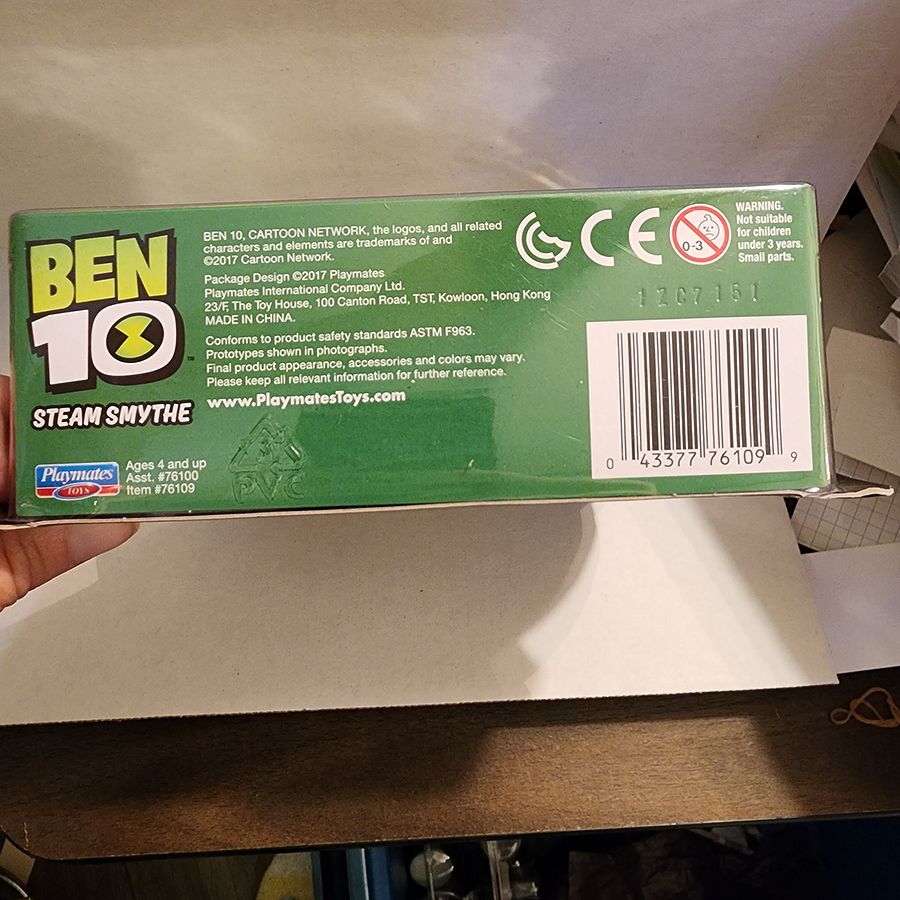 BEN
10
™
STEAM SMYTHE
Playmates
TOYS
Ages 4 and up
Asst. #76100
Item #76109
BEN 10, CARTOON NETWORK, the logos, and all related
characters and elements are trademarks of and
©2017 Cartoon Network.
Package Design ©2017 Playmates
Playmates International Company Ltd.
23/F, The Toy House, 100 Canton Road, TST, Kowloon, Hong Kong
MADE IN CHINA.
Conforms to product safety standards ASTM F963.
Prototypes shown in photographs.
Final product appearance, accessories and colors may vary.
Please keep all relevant information for further reference.
www.PlaymatesToys.com
PVC
CE
0-3
WARNING.
Not suitable
for children
under 3 years.
Small parts.
0 43377 76109 9